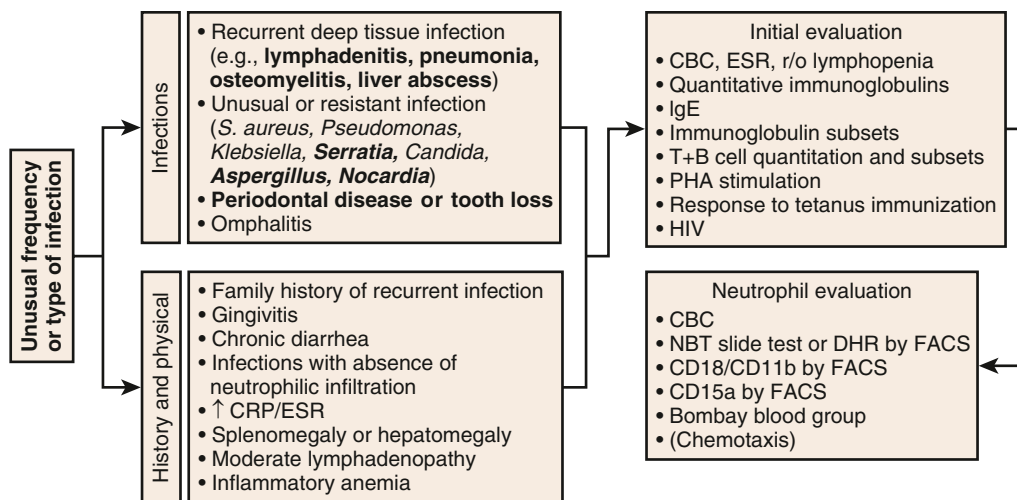 Unusual frequency
or type of infection
Infections
• Recurrent deep tissue infection
(e.g., lymphadenitis, pneumonia,
osteomyelitis, liver abscess)
• Unusual or resistant infection
(S. aureus, Pseudomonas,
Klebsiella, Serratia, Candida,
Aspergillus, Nocardia)
• Periodontal disease or tooth loss
• Omphalitis
History and physical
• Family history of recurrent infection
• Gingivitis
• Chronic diarrhea
• Infections with absence of
neutrophilic infiltration
• ↑ CRP/ESR
• Splenomegaly or hepatomegaly
• Moderate lymphadenopathy
• Inflammatory anemia
Initial evaluation
• CBC, ESR, r/o lymphopenia
• Quantitative immunoglobulins
• IgE
• Immunoglobulin subsets
• T+B cell quantitation and subsets
• PHA stimulation
• Response to tetanus immunization
• HIV
Neutrophil evaluation
• CBC
• NBT slide test or DHR by FACS
• CD18/CD11b by FACS
• CD15a by FACS
• Bombay blood group
• (Chemotaxis)